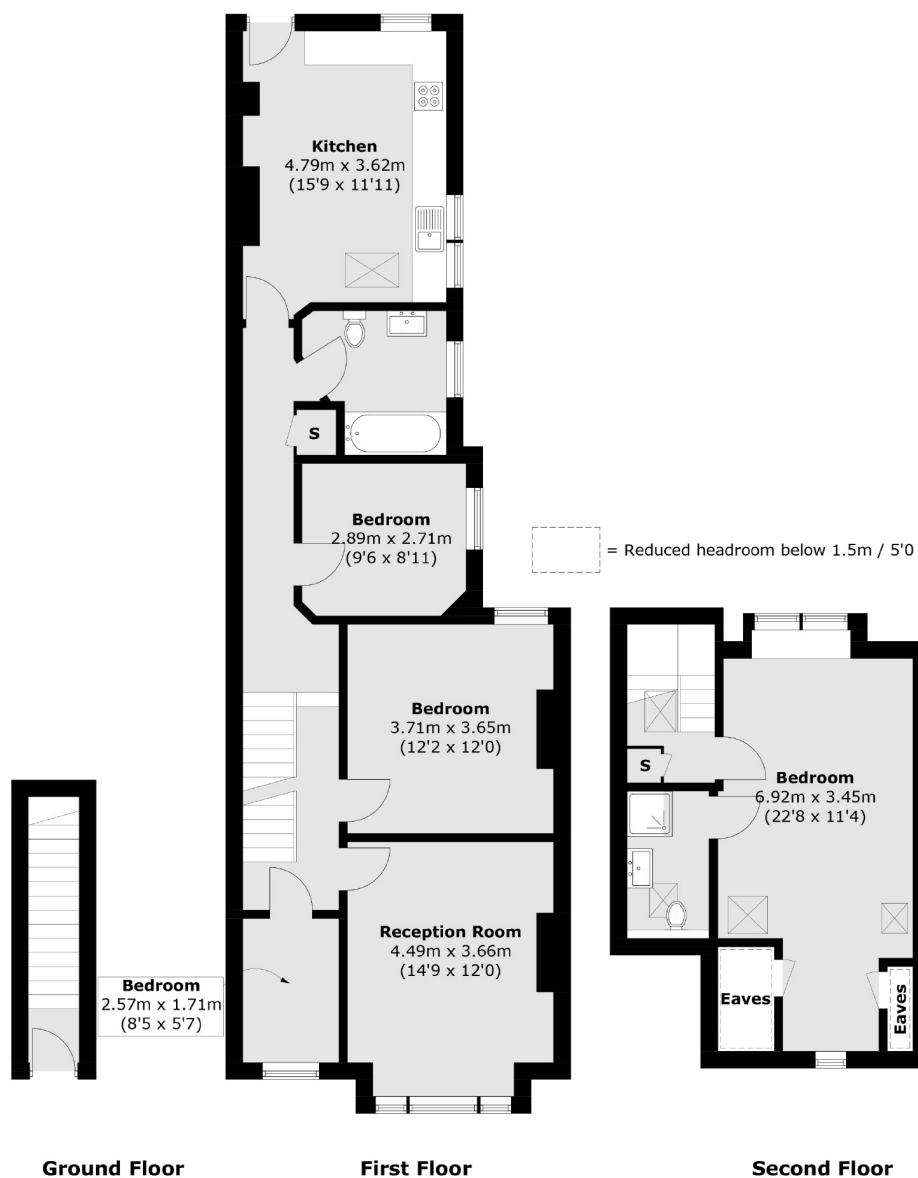 Kitchen
4.79m x 3.62m
(15'9 x 11'11)
S
Bedroom
2.89m x 2.71m
(9'6 x 8'11)
= Reduced headroom below 1.5m / 5'0
Bedroom
3.71m x 3.65m
(12'2 x 12'0)
S
Bedroom
6.92m x 3.45m
(22'8 x 11'4)
Reception Room
4.49m x 3.66m
(14'9 x 12'0)
Bedroom
2.57m x 1.71m
(8'5 x 5'7)
Eaves
Eaves
Ground Floor
First Floor
Second Floor